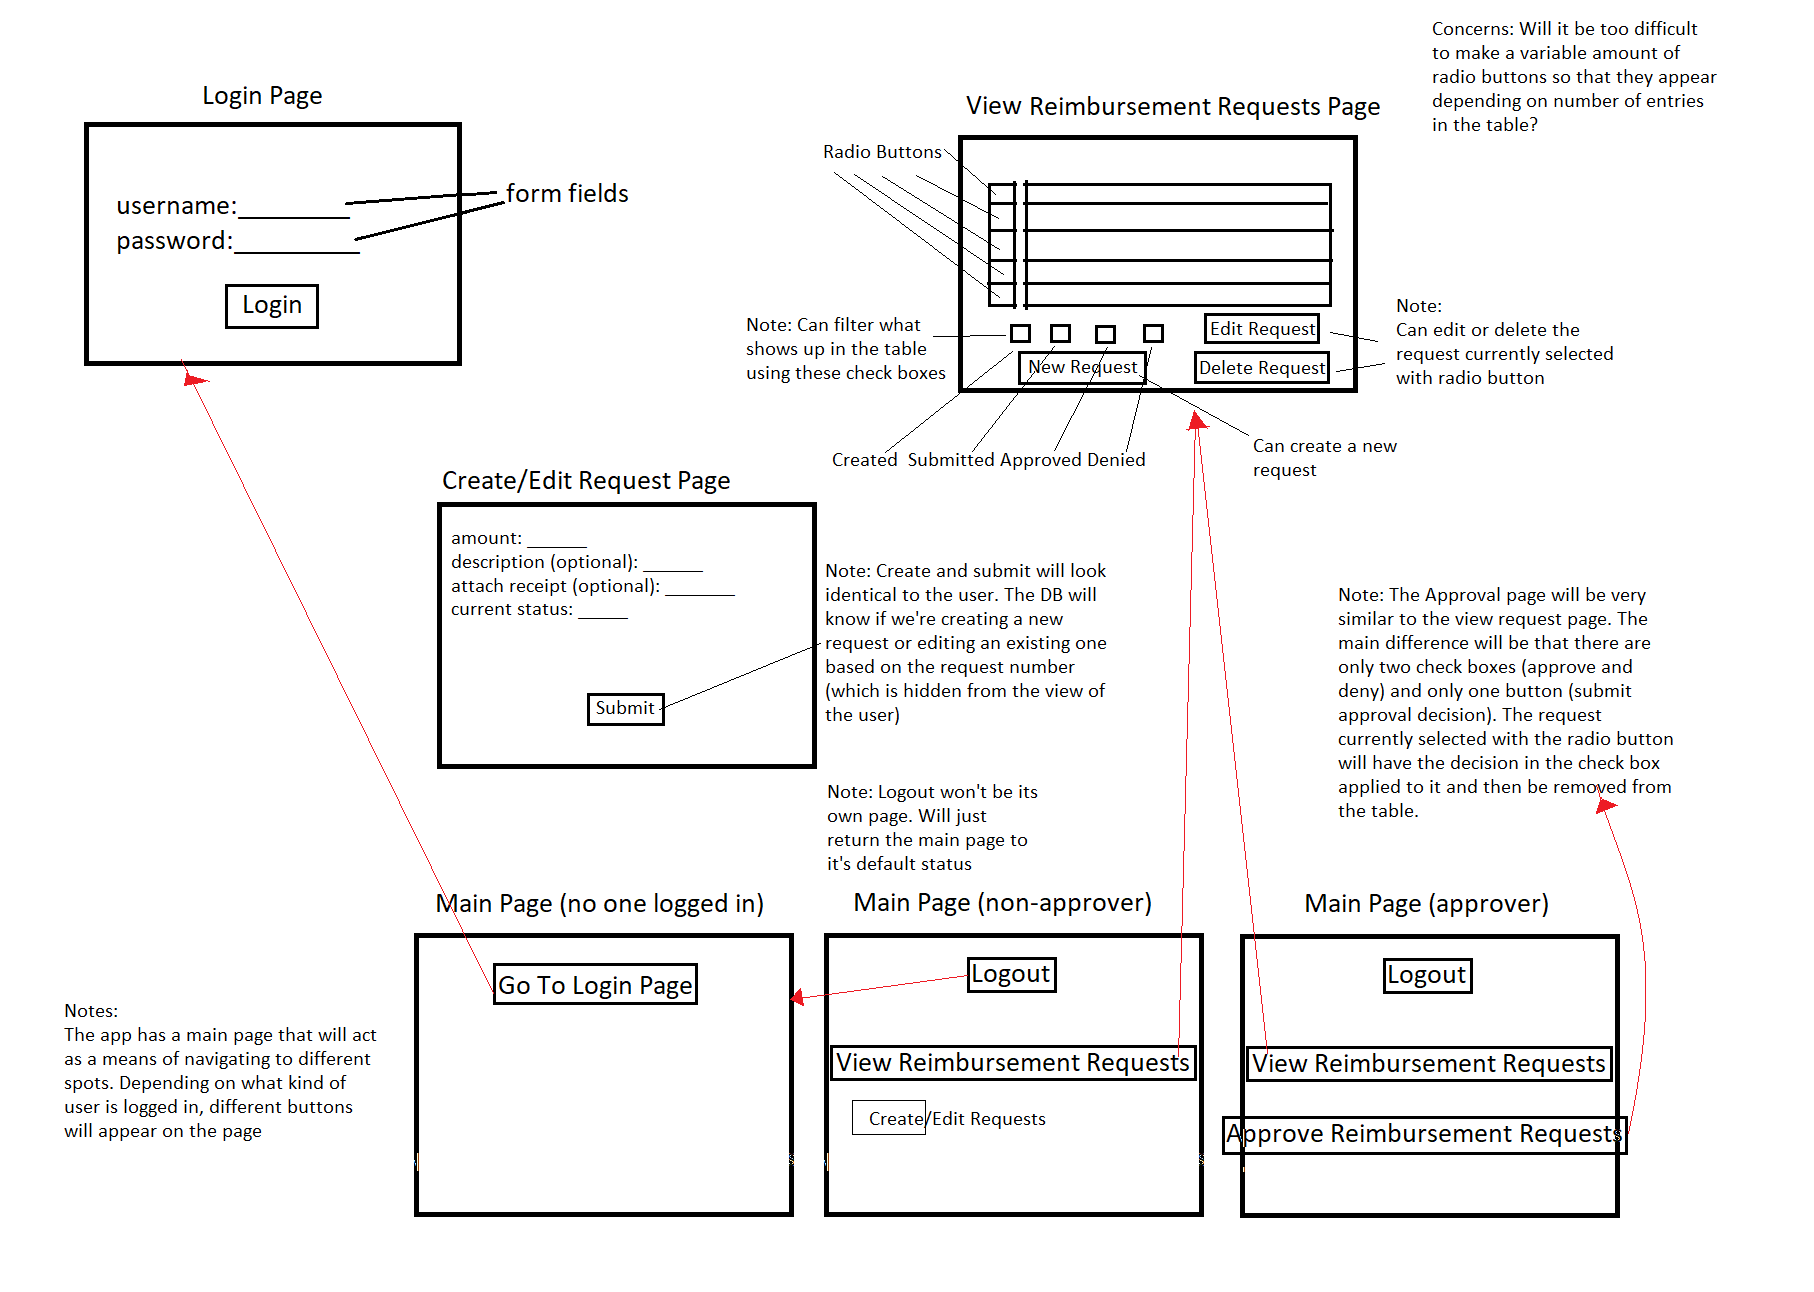 Concerns: Will it be too difficult
to make a variable amount of
radio buttons so that they appear
depending on number of entries
in the table?
Login Page
username:________
form fields
password:_________
Login
View Reimbursement Requests Page
Radio Buttons
Note: Can filter what
shows up in the table
using these check boxes
Edit Request
New Request
Delete Request
Note:
Can edit or delete the
request currently selected
with radio button
Created Submitted Approved Denied
Can create a new
request
Create/Edit Request Page
amount: ______
description (optional): ______
attach receipt (optional): _______
current status: _____
Submit
Note: Create and submit will look
identical to the user. The DB will
know if we're creating a new
request or editing an existing one
based on the request number
(which is hidden from the view of
the user)
Note: The Approval page will be very
similar to the view request page. The
main difference will be that there are
only two check boxes (approve and
deny) and only one button (submit
approval decision). The request
currently selected with the radio button
will have the decision in the check box
applied to it and then be removed from
the table.
Note: Logout won't be its
own page. Will just
return the main page to
it's default status
Main Page (no one logged in)
Go To Login Page
Main Page (non-approver)
Logout
View Reimbursement Requests
Create/Edit Requests
Main Page (approver)
Logout
View Reimbursement Requests
Approve Reimbursement Requests
Notes:
The app has a main page that will act
as a means of navigating to different
spots. Depending on what kind of
user is logged in, different buttons
will appear on the page